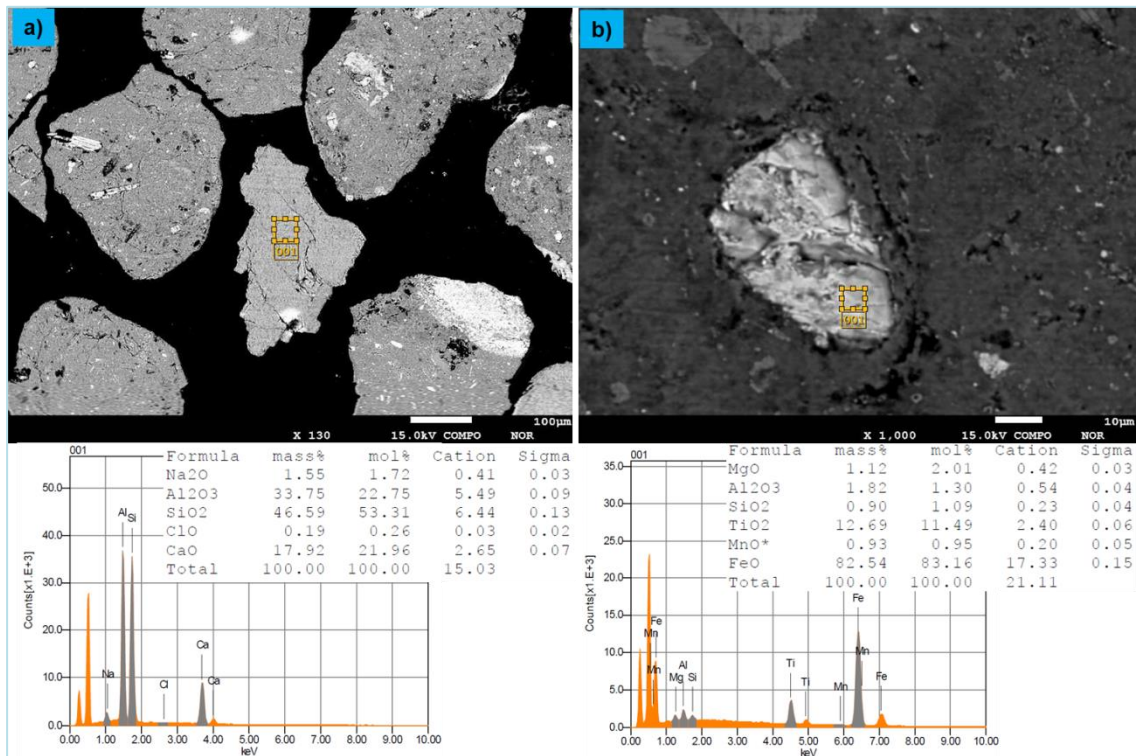 a)
001
100µm
X 130 15.0kV COMPO NOR
b)
001
10µm
X 1,000 15.0kV COMPO NOR
001
Formula mass% mol% Cation Sigma
Na2O 1.55 1.72 0.41 0.03
Al2O3 33.75 22.75 5.49 0.09
SiO2 46.59 53.31 6.44 0.13
ClO 0.19 0.26 0.03 0.02
CaO 17.92 21.96 2.65 0.07
Total 100.00 100.00 15.03
Counts[x1.E+3]
50.0
40.0
30.0
20.0
10.0
0.0
Al
Si
Na
Cl
Ca
Ca
0.00 1.00 2.00 3.00 4.00 5.00 6.00 7.00 8.00 9.00 10.00
keV
001
Formula mass% mol% Cation Sigma
MgO 1.12 2.01 0.42 0.03
Al2O3 1.82 1.30 0.54 0.04
SiO2 0.90 1.09 0.23 0.04
TiO2 12.69 11.49 2.40 0.06
MnO* 0.93 0.95 0.20 0.05
FeO 82.54 83.16 17.33 0.15
Total 100.00 100.00 21.11
Counts[x1.E+3]
35.0
30.0
25.0
20.0
15.0
10.0
5.0
0.0
Fe
Mn
Mn
Mg
Al
Si
Ti
Ti
Mn
Fe
Mn
Fe
0.00 1.00 2.00 3.00 4.00 5.00 6.00 7.00 8.00 9.00 10.00
keV